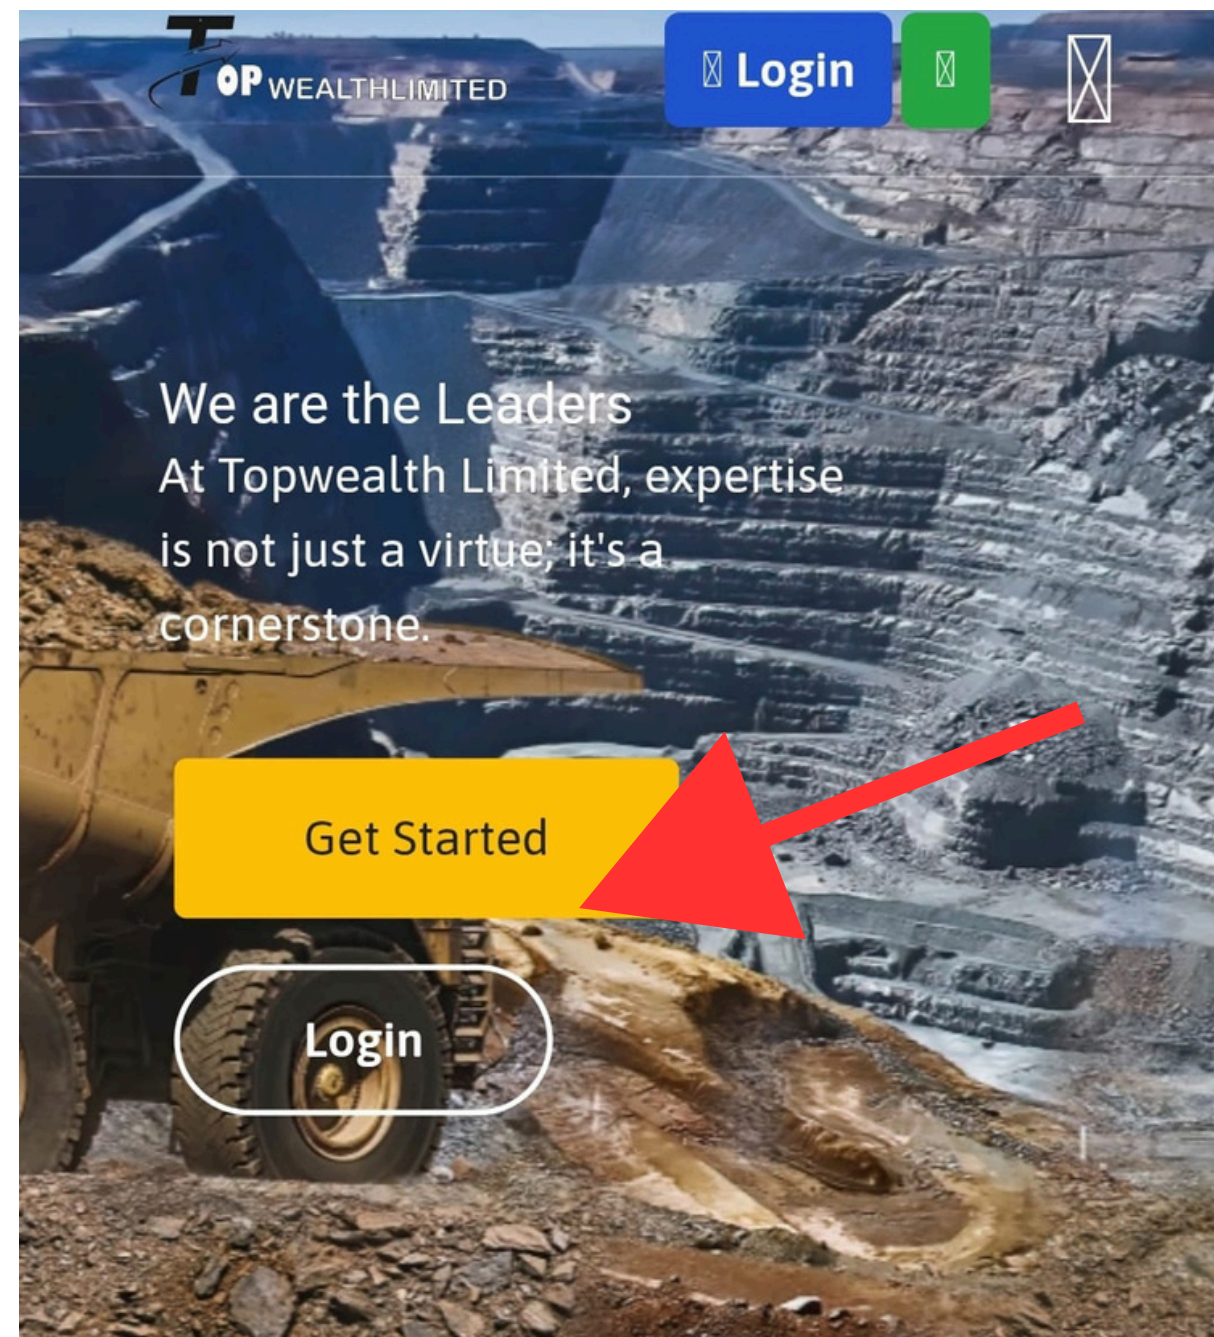 TOP WEALTHLIMITED
Login
We are the Leaders
At Topwealth Limited, expertise
is not just a virtue; it's a
cornerstone.
Get Started
Login